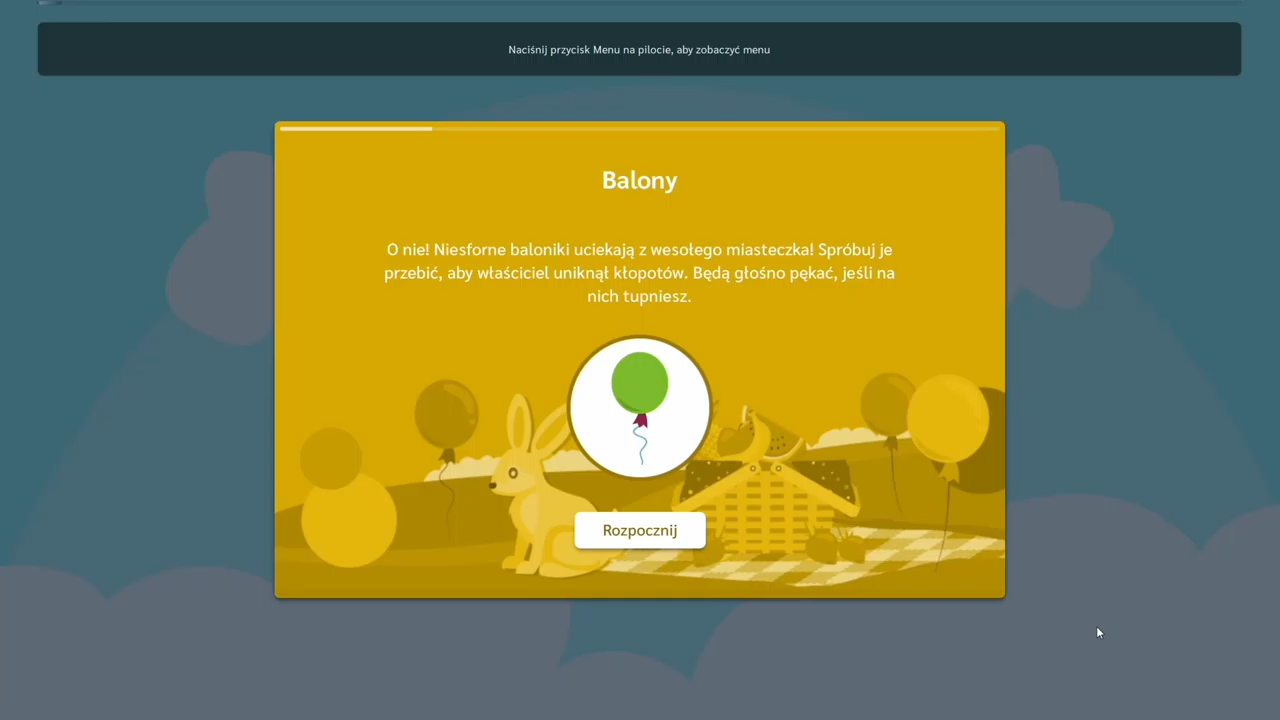 Naciśnij przycisk Menu na pilocie, aby zobaczyć menu
Balony
O nie! Niesforne baloniki uciekają z wesołego miasteczka! Spróbuj je
przebić, aby właściciel uniknął kłopotów. Będą głośno pękać, jeśli na
nich tupniesz.
Rozpocznij